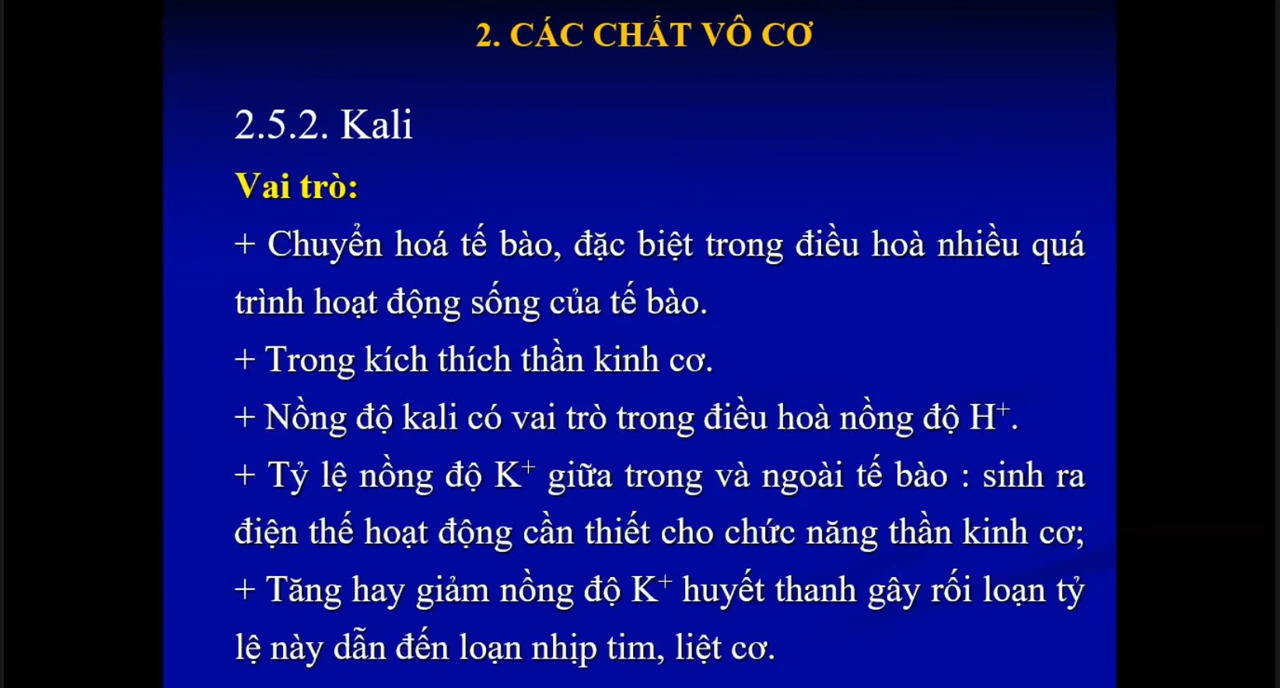 2. CÁC CHẤT VÔ CƠ
2.5.2. Kali
Vai trò:
+ Chuyển hoá tế bào, đặc biệt trong điều hoà nhiều quá
trình hoạt động sống của tế bào.
+ Trong kích thích thần kinh cơ.
+ Nồng độ kali có vai trò trong điều hoà nồng độ H⁺.
+ Tỷ lệ nồng độ K⁺ giữa trong và ngoài tế bào : sinh ra
điện thế hoạt động cần thiết cho chức năng thần kinh cơ;
+ Tăng hay giảm nồng độ K⁺ huyết thanh gây rối loạn tỷ
lệ này dẫn đến loạn nhịp tim, liệt cơ.